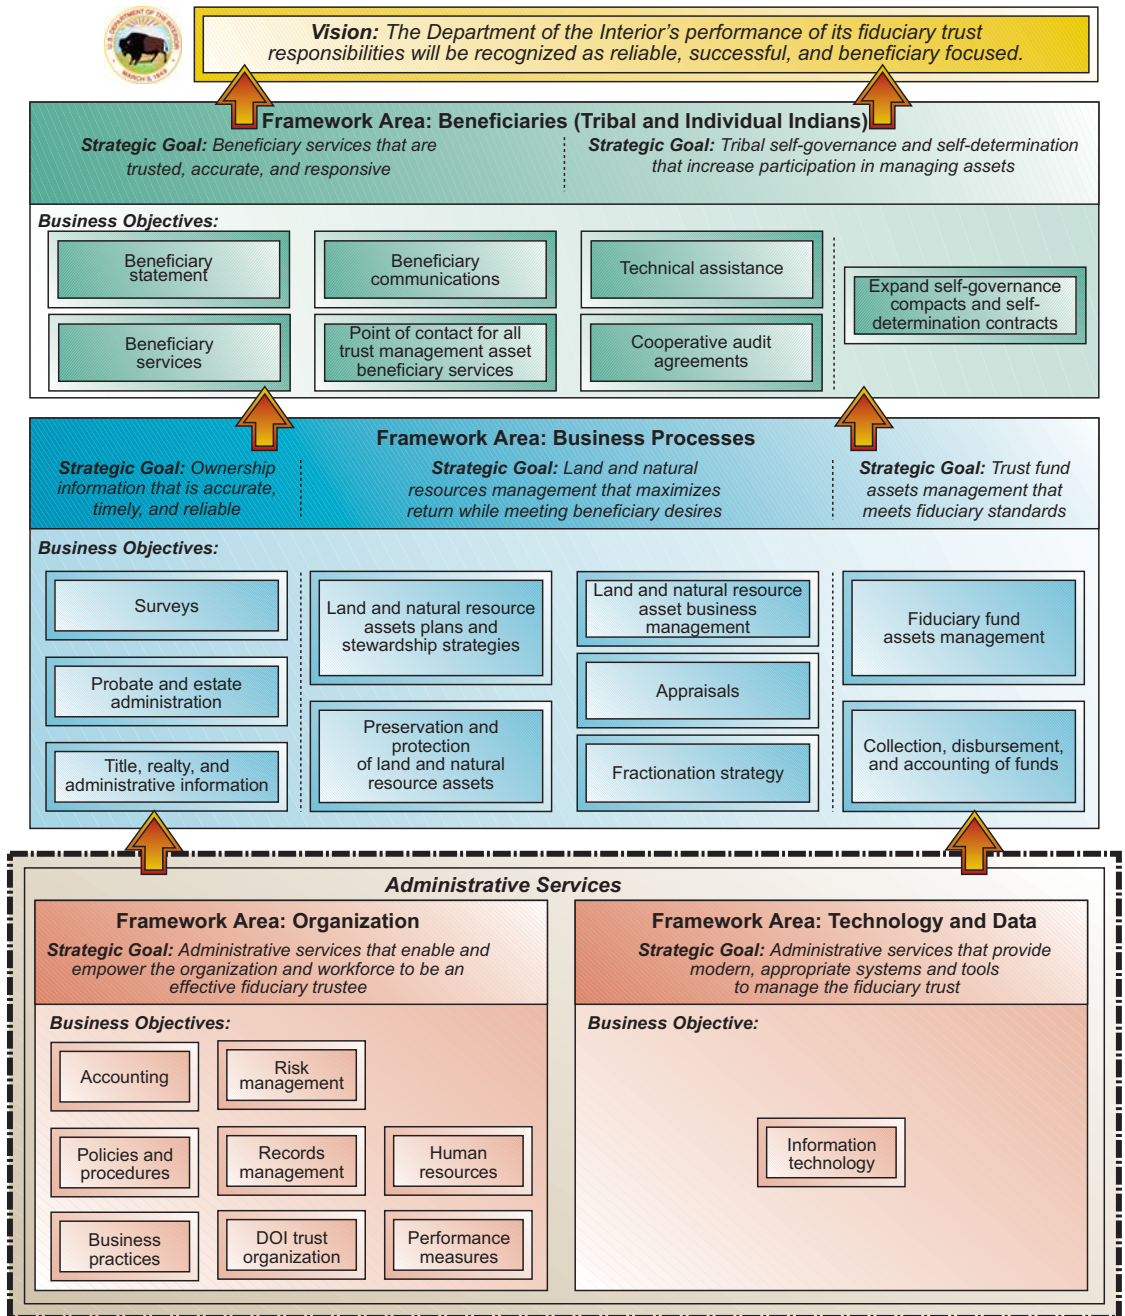 U.S. DEPARTMENT OF THE INTERIOR
MARCH 3, 1849
Vision: The Department of the Interior's performance of its fiduciary trust
responsibilities will be recognized as reliable, successful, and beneficiary focused.
Framework Area: Beneficiaries (Tribal and Individual Indians)
Strategic Goal: Beneficiary services that are
trusted, accurate, and responsive
Strategic Goal: Tribal self-governance and self-determination
that increase participation in managing assets
Business Objectives:
Beneficiary
statement
Beneficiary
communications
Technical assistance
Expand self-governance
compacts and self-
determination contracts
Beneficiary
services
Point of contact for all
trust management asset
beneficiary services
Cooperative audit
agreements
Framework Area: Business Processes
Strategic Goal: Ownership
information that is accurate,
timely, and reliable
Strategic Goal: Land and natural
resources management that maximizes
return while meeting beneficiary desires
Strategic Goal: Trust fund
assets management that
meets fiduciary standards
Business Objectives:
Surveys
Probate and estate
administration
Title, realty, and
administrative information
Land and natural resource
assets plans and
stewardship strategies
Preservation and
protection
of land and natural
resource assets
Land and natural resource
asset business
management
Appraisals
Fractionation strategy
Fiduciary fund
assets management
Collection, disbursement,
and accounting of funds
Administrative Services
Framework Area: Organization
Strategic Goal: Administrative services that enable and
empower the organization and workforce to be an
effective fiduciary trustee
Business Objectives:
Accounting
Risk
management
Policies and
procedures
Records
management
Human
resources
Business
practices
DOI trust
organization
Performance
measures
Framework Area: Technology and Data
Strategic Goal: Administrative services that provide
modern, appropriate systems and tools
to manage the fiduciary trust
Business Objective:
Information
technology